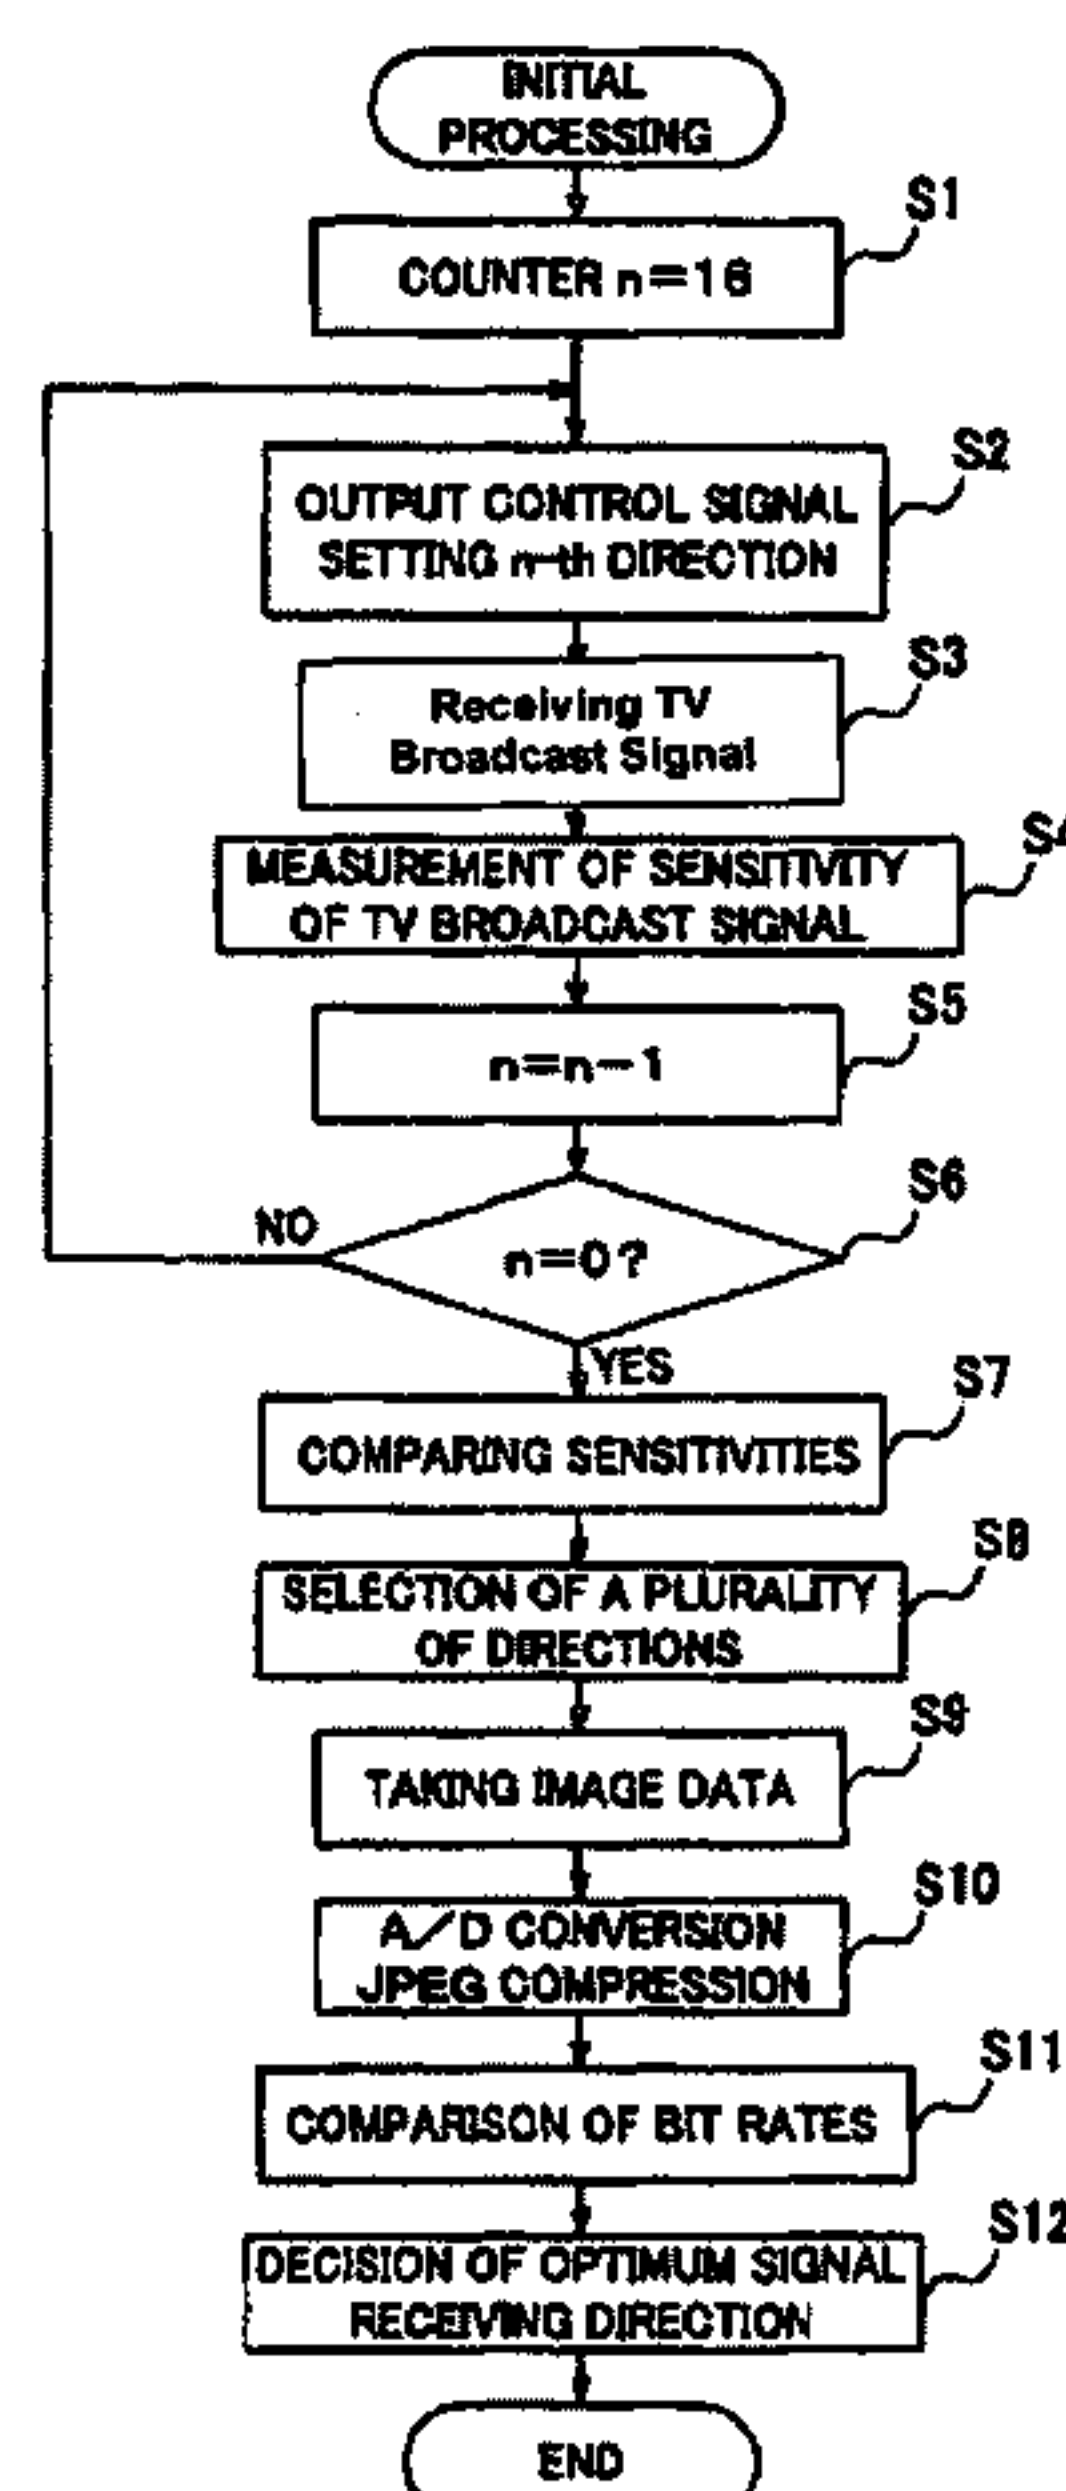 INITIAL
PROCESSING
S1
COUNTER n=16
S2
OUTPUT CONTROL SIGNAL
SETTING n-th DIRECTION
S3
Receiving TV
Broadcast Signal
S4
MEASUREMENT OF SENSITIVITY
OF TV BROADCAST SIGNAL
S5
n=n-1
S6
NO
n=0?
YES
S7
COMPARING SENSITIVITIES
S8
SELECTION OF A PLURALITY
OF DIRECTIONS
S9
TAKING IMAGE DATA
S10
A/D CONVERSION
JPEG COMPRESSION
S11
COMPARISON OF BIT RATES
S12
DECISION OF OPTIMUM SIGNAL
RECEIVING DIRECTION
END